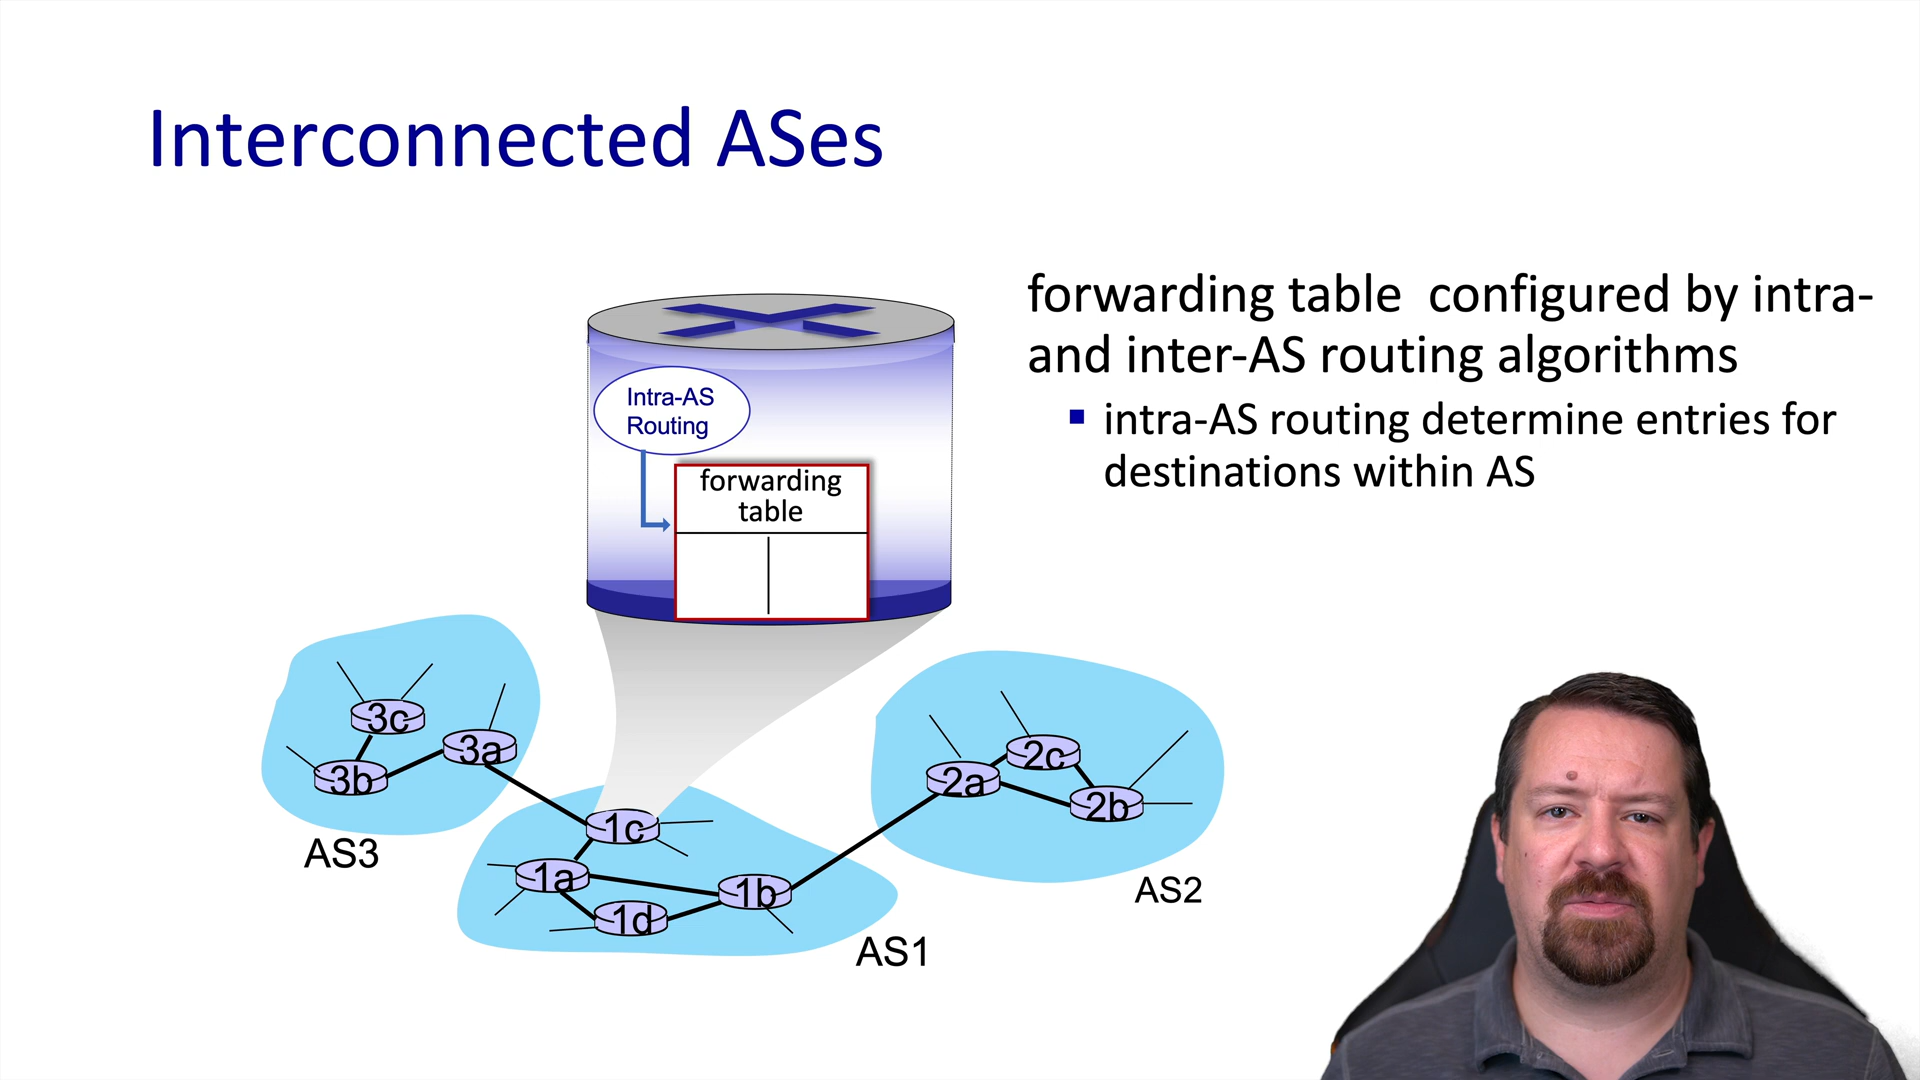 Interconnected ASes
forwarding table configured by intra-
and inter-AS routing algorithms
intra-AS routing determine entries for
destinations within AS
Intra-AS
Routing
forwarding
table
3c
3a
3b
AS3
2c
2a
2b
AS2
1c
1a
1b
1d
AS1